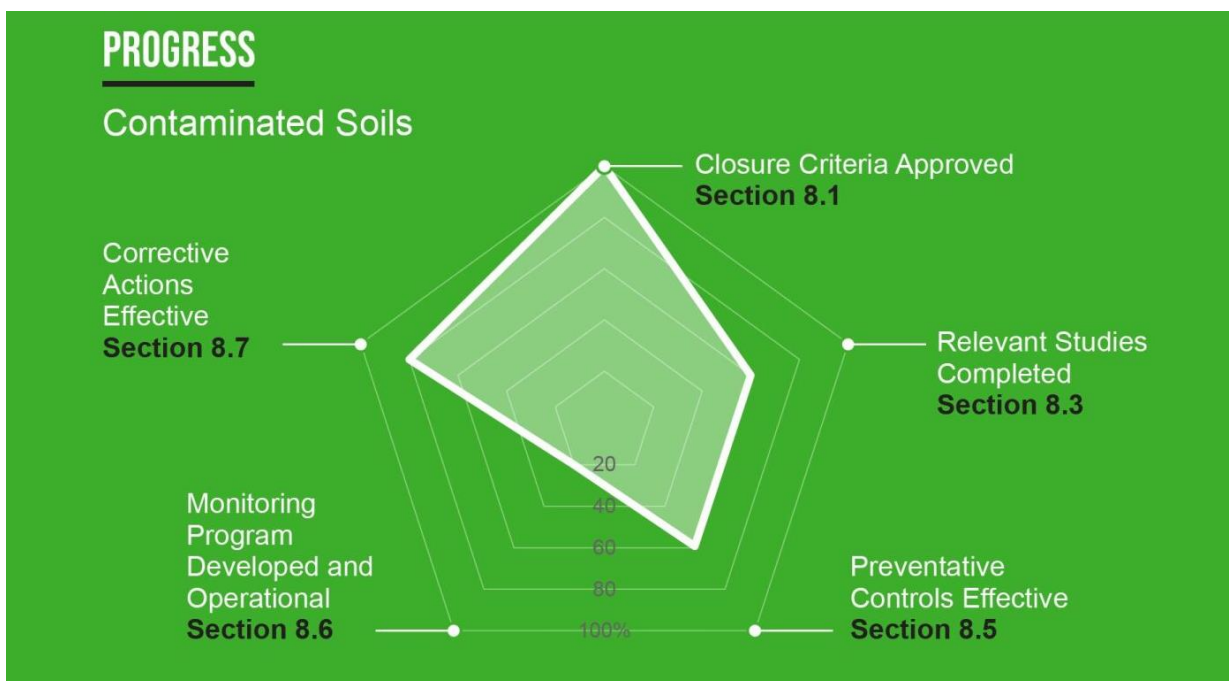 PROGRESS
Contaminated Soils
Closure Criteria Approved
Section 8.1
Corrective
Actions
Effective
Section 8.7
Relevant Studies
Completed
Section 8.3
20
40
60
80
100%
Monitoring
Program
Developed and
Operational
Section 8.6
Preventative
Controls Effective
Section 8.5